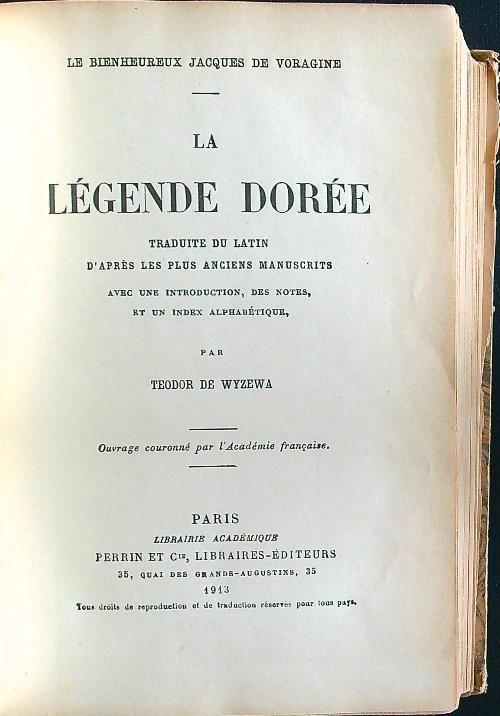 LE BIENHEUREUX JACQUES DE VORAGINE
LA
LÉGENDE DORÉE
TRADUITE DU LATIN
D'APRÈS LES PLUS ANCIENS MANUSCRITS
AVEC UNE INTRODUCTION, DES NOTES,
ET UN INDEX ALPHABÉTIQUE,
PAR
TEODOR DE WYZEWA
Ouvrage couronné par l'Académie française.
PARIS
LIBRAIRIE ACADÉMIQUE
PERRIN ET Cie, LIBRAIRES-ÉDITEURS
35, QUAI DES GRANDS-AUGUSTINS, 35
1913
Tous droits de reproduction et de traduction réservés pour tous pays.